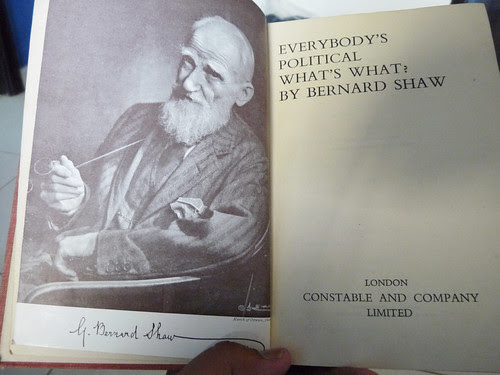 G. Bernard Shaw
EVERYBODY'S
POLITICAL
WHAT'S WHAT?
BY BERNARD SHAW
LONDON
CONSTABLE AND COMPANY
LIMITED